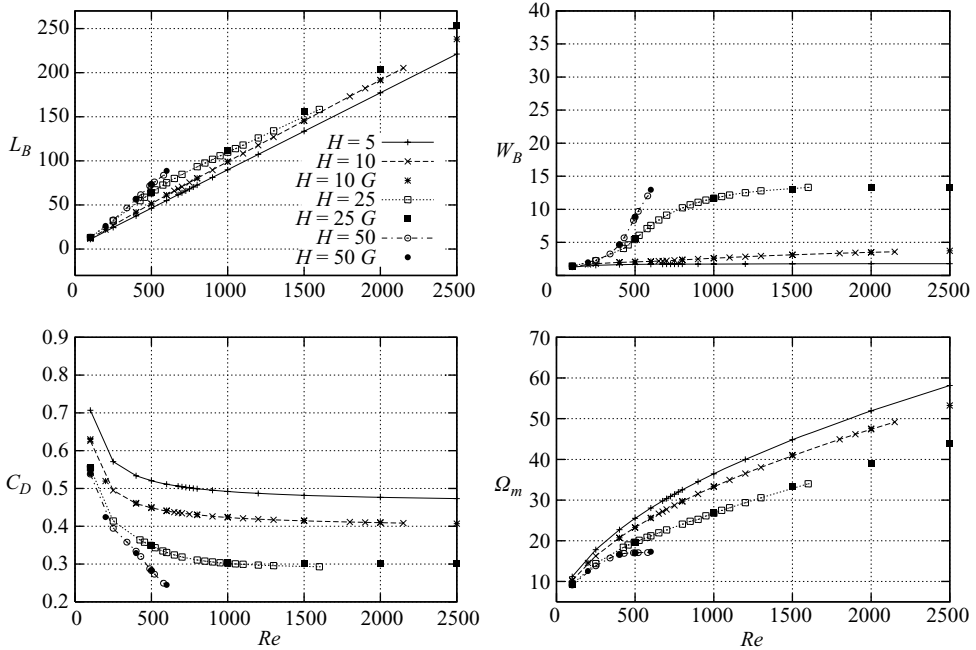 250
200
150
L_B
100
50
0
0 500 1000 1500 2000 2500
H = 5
H = 10
H = 10 G
H = 25
H = 25 G
H = 50
H = 50 G
40
35
30
25
W_B
20
15
10
5
0 500 1000 1500 2000 2500
0.9
0.8
0.7
0.6
C_D
0.5
0.4
0.3
0.2
0 500 1000 1500 2000 2500
Re
70
60
50
40
Ω_m
30
20
10
0 500 1000 1500 2000 2500
Re